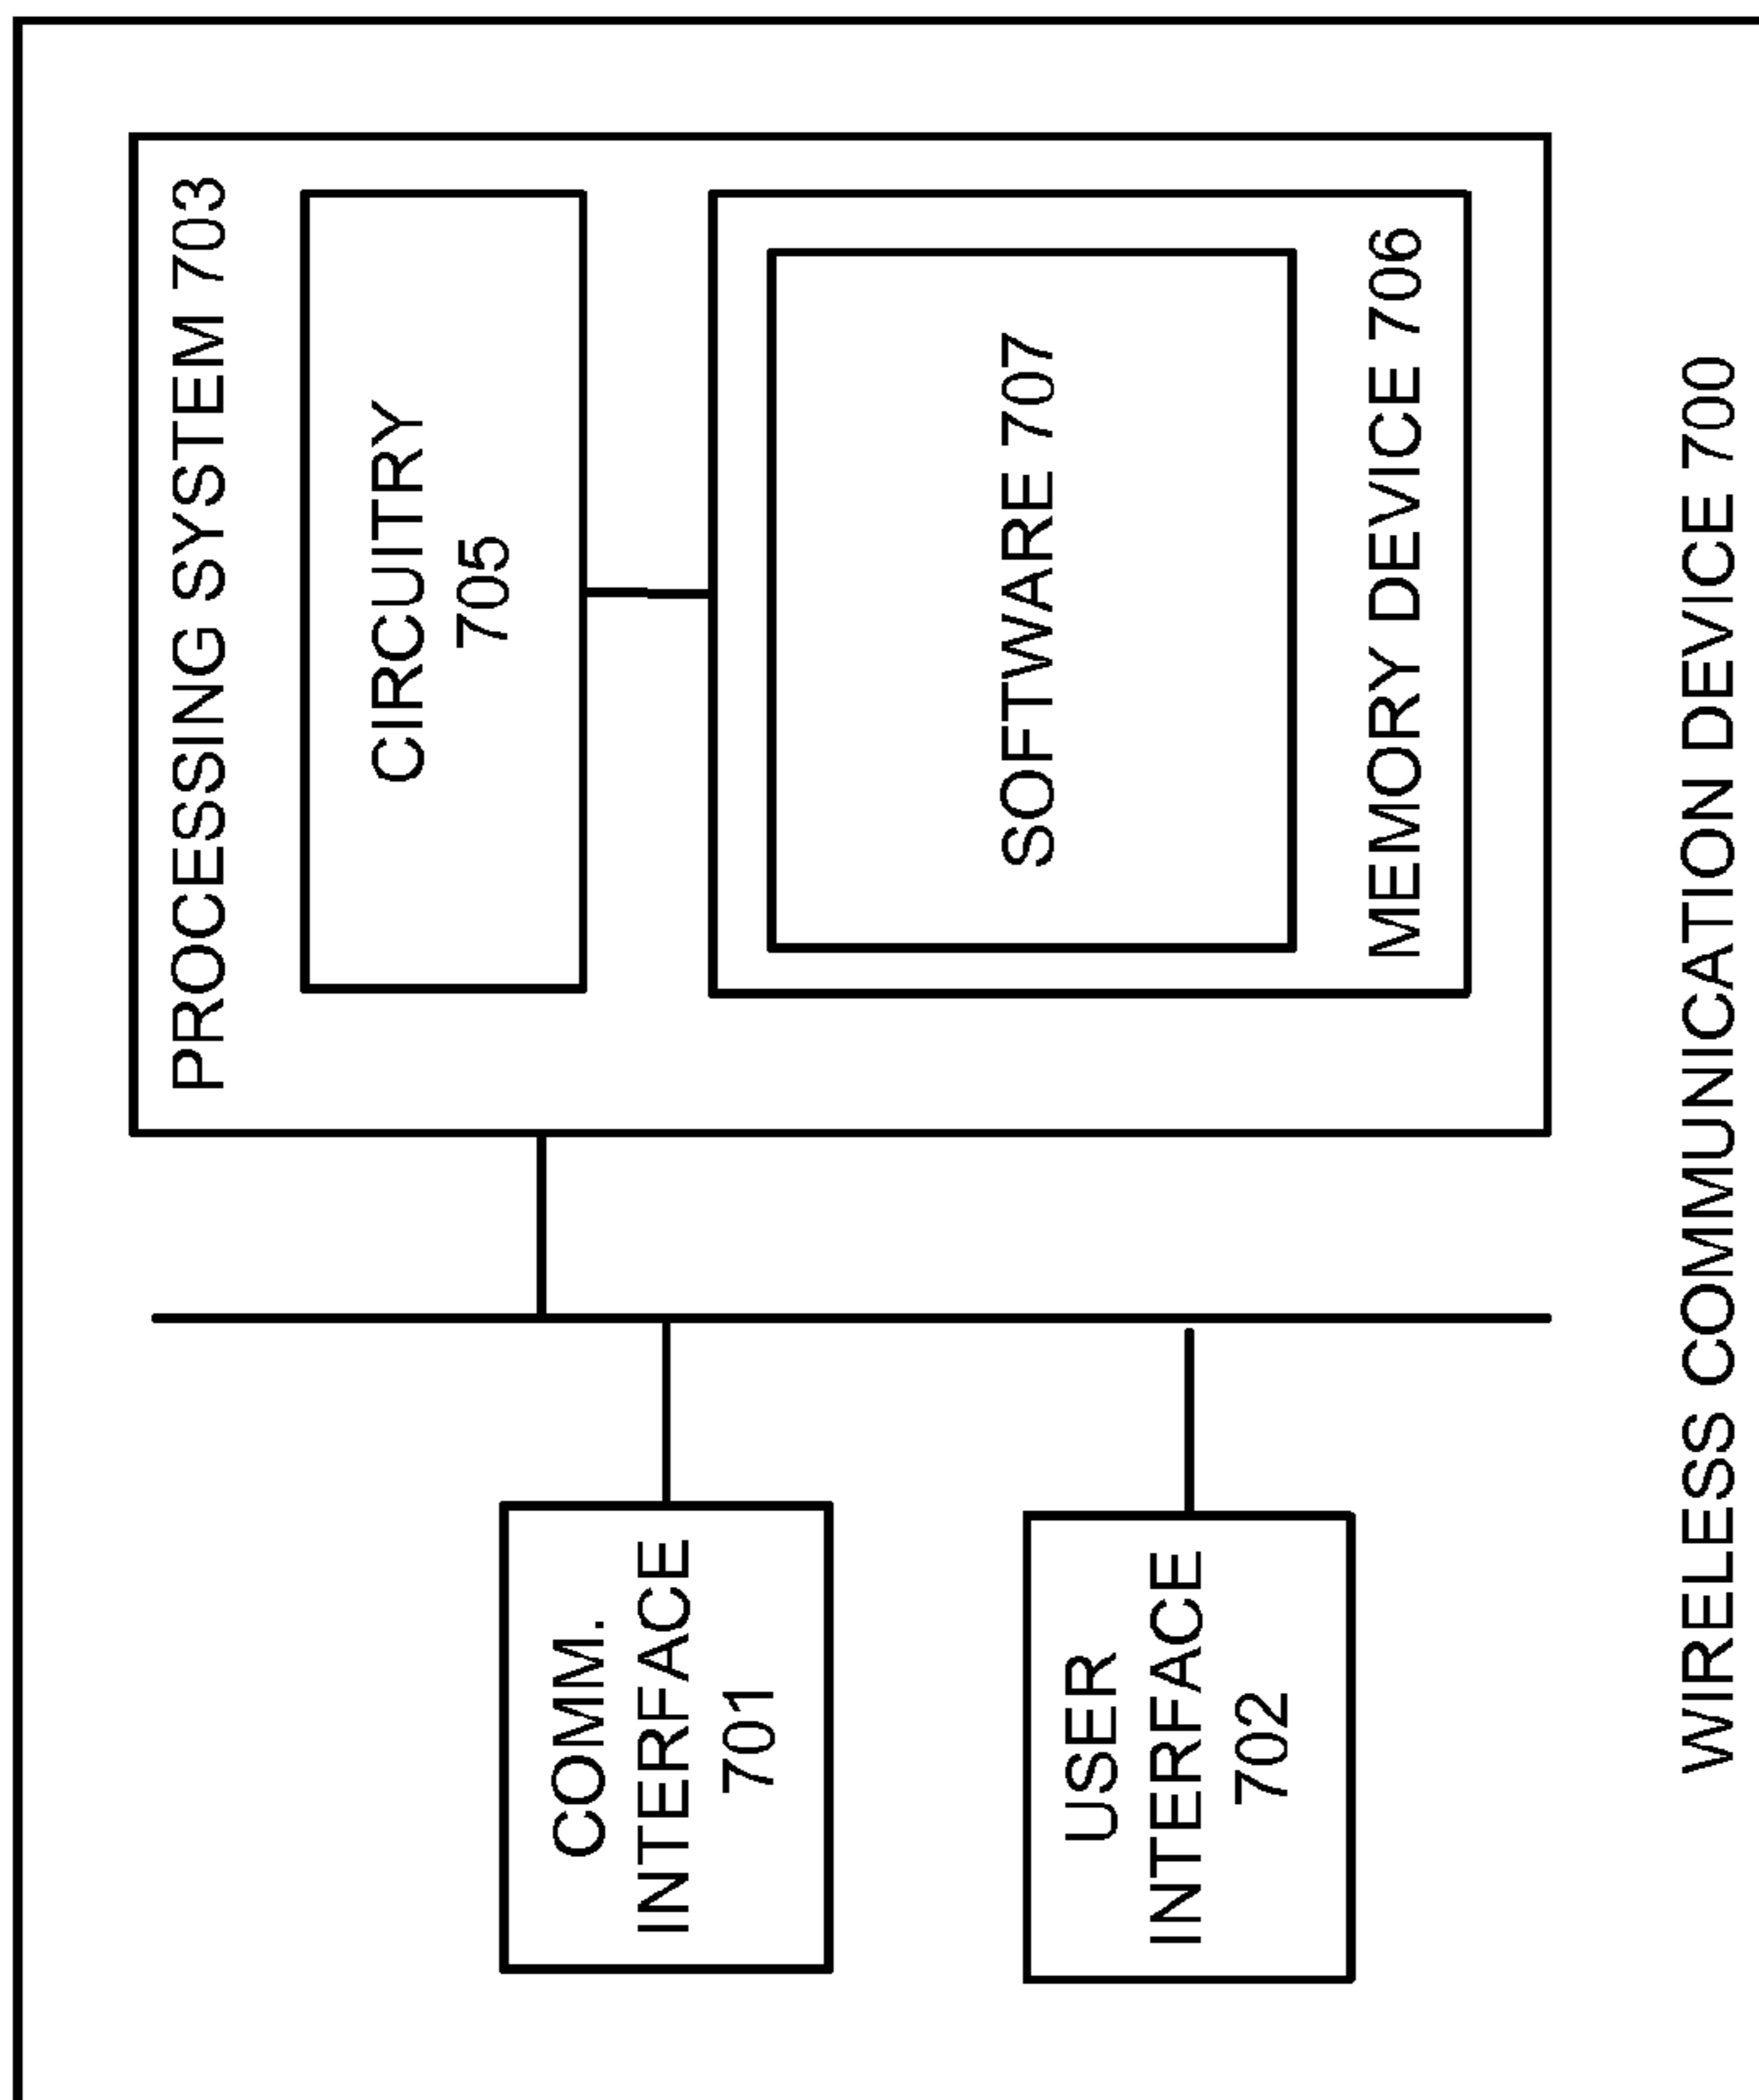 PROCESSING SYSTEM 703
CIRCUITRY
705
SOFTWARE 707
MEMORY DEVICE 706
COMM.
INTERFACE
701
USER
INTERFACE
702
WIRELESS COMMUNICATION DEVICE 700